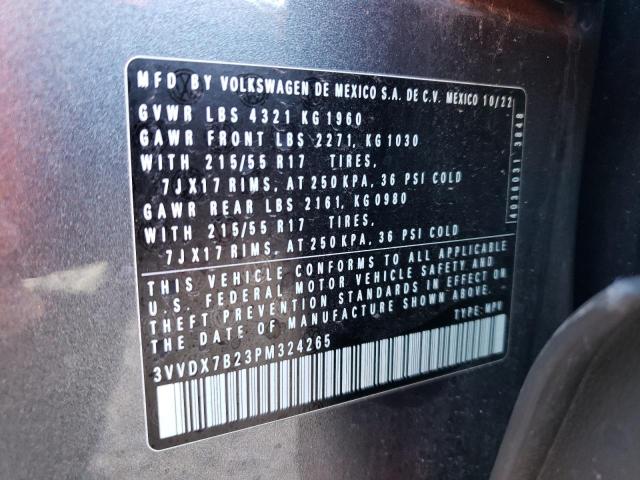 MFD BY VOLKSWAGEN DE MEXICO S.A. DE C.V. MEXICO 10/22
GVWR LBS 4321 KG1960
GAWR FRONT LBS 2271, KG1030
WITH 215/55 R17 TIRES,
7JX17 RIMS, AT 250 KPA, 36 PSI COLD
GAWR REAR LBS 2161, KG0980
WITH 215/55 R17 TIRES,
7JX17 RIMS, AT 250 KPA, 36 PSI COLD
THIS VEHICLE CONFORMS TO ALL APPLICABLE
U.S. FEDERAL MOTOR VEHICLE SAFETY AND
THEFT PREVENTION STANDARDS IN EFFECT ON
THE DATE OF MANUFACTURE SHOWN ABOVE.
3VVDX7B23PM324265 TYPE: MPV
4036031 3848